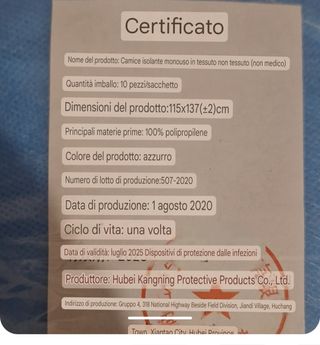 Certificato
Nome del prodotto: Camice isolante monouso in tessuto non tessuto (non medico)
Quantità imballo: 10 pezzi/sacchetto
Dimensioni del prodotto:115x137(±2)cm
Principali materie prime: 100% polipropilene
Colore del prodotto: azzurro
Numero di lotto di produzione:507-2020
Data di produzione: 1 agosto 2020
Ciclo di vita: una volta
Data di validità: luglio 2025 Dispositivi di protezione dalle infezioni
Produttore: Hubei Kangning Protective Products Co., Ltd.
Indirizzo di produzione: Gruppo 4, 318 National Highway Beside Field Division, Jiandi Village, Huchang
Town, Xiantao City, Hubei Province